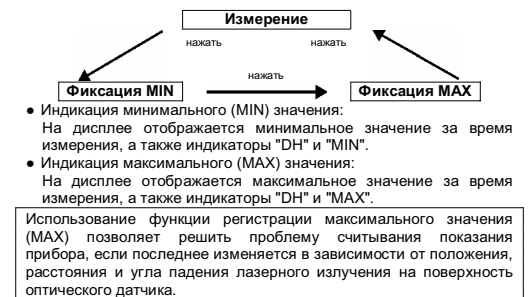 Измерение
нажать нажать
нажать
Фиксация MIN Фиксация MAX
● Индикация минимального (MIN) значения:
На дисплее отображается минимальное значение за время
измерения, а также индикаторы "DH" и "MIN".
● Индикация максимального (MAX) значения:
На дисплее отображается максимальное значение за время
измерения, а также индикаторы "DH" и "MAX".
Использование функции регистрации максимального значения
(MAX) позволяет решить проблему считывания показания
прибора, если последнее изменяется в зависимости от положения,
расстояния и угла падения лазерного излучения на поверхность
оптического датчика.